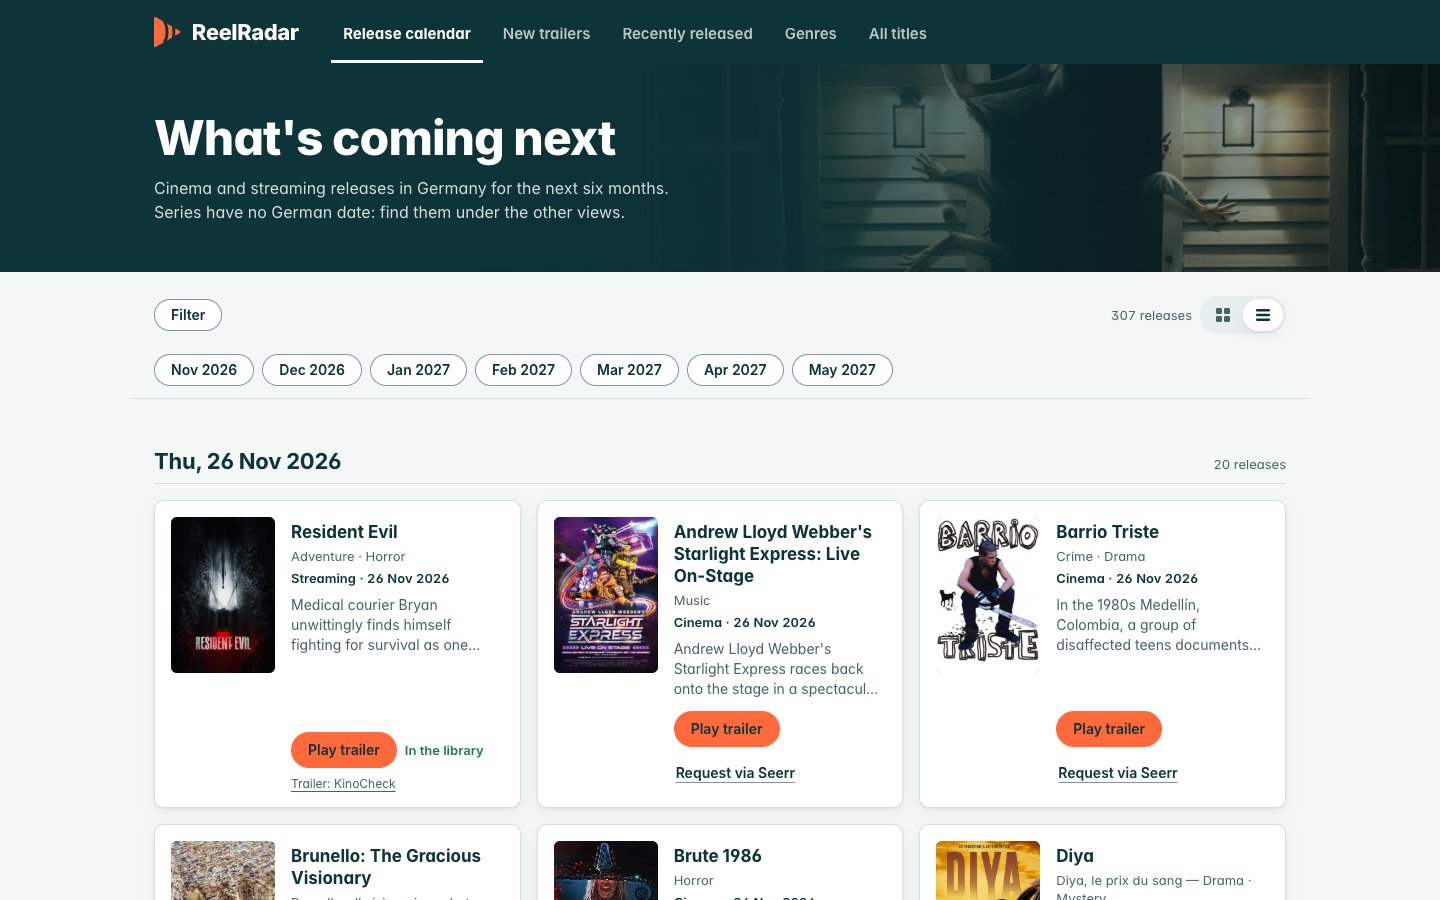 ReelRadar
Release calendar
New trailers
Recently released
Genres
All titles
What's coming next
Cinema and streaming releases in Germany for the next six months.
Series have no German date: find them under the other views.
Filter
307 releases
Nov 2026
Dec 2026
Jan 2027
Feb 2027
Mar 2027
Apr 2027
May 2027
Thu, 26 Nov 2026
20 releases
RESIDENT EVIL
Resident Evil
Adventure · Horror
Streaming · 26 Nov 2026
Medical courier Bryan
unwittingly finds himself
fighting for survival as one...
Play trailer
In the library
Trailer: KinoCheck
ANDREW LLOYD WEBBER'S
STARLIGHT
EXPRESS
LIVE ON STAGE
Andrew Lloyd Webber's
Starlight Express: Live
On-Stage
Music
Cinema · 26 Nov 2026
Andrew Lloyd Webber's
Starlight Express races back
onto the stage in a spectacul...
Play trailer
Request via Seerr
BARRIO
TRISTE
Barrio Triste
Crime · Drama
Cinema · 26 Nov 2026
In the 1980s Medellín,
Colombia, a group of
disaffected teens documents...
Play trailer
Request via Seerr
Brunello: The Gracious
Visionary
Brute 1986
Horror
DIYA
Diya
Diya, le prix du sang — Drama ·
Mystery